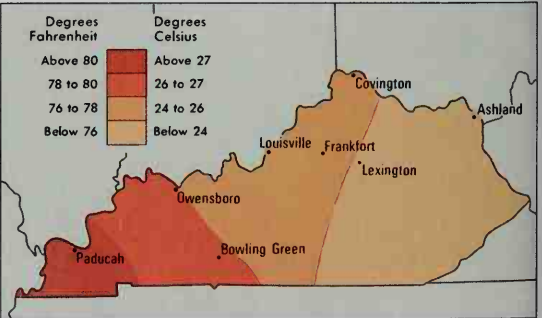 Degrees Fahrenheit
Degrees Celsius
Above 80
Above 27
78 to 80
26 to 27
76 to 78
24 to 26
Below 76
Below 24
Covington
Ashland
Louisville
Frankfort
Lexington
Owensboro
Bowling Green
Paducah